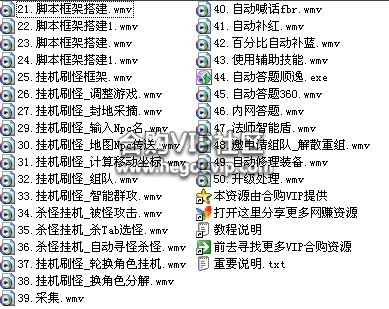 21.脚本框架搭建.wmv
22.脚本框架搭建.wmv
23.脚本框架搭建1.wmv
24.脚本框架搭建1.wmv
25.挂机刷怪框架.wmv
26.挂机刷怪_调整游戏.wmv
27.挂机刷怪_封地采摘.wmv
29.挂机刷怪_输入Npc名.wmv
30.挂机刷怪_地图Npc传送.wmv
31.挂机刷怪_计算移动坐标.wmv
32.挂机刷怪_组队.wmv
33.挂机刷怪_智能群攻.wmv
34.杀怪挂机_被怪攻击.wmv
35.杀怪挂机_杀Tab选怪.wmv
36.杀怪挂机_自动寻怪杀怪.wmv
37.挂机刷怪_轮换角色挂机.wmv
38.挂机刷怪_换角色分解.wmv
39.采集.wmv
40.自动喊话fbr.wmv
41.自动补红.wmv
42.百分比自动补蓝.wmv
43.使用辅助技能.wmv
44.自动答题顺逸.exe
45.自动答题360.wmv
46.内网答题.wmv
47.法师智能盾.wmv
48.邀请组队_解散重组.wmv
49.自动修理装备.wmv
50.升级处理.wmv
本资源由合购VIP提供
打开这里分享更多网赚资源
教程说明
前去寻找更多VIP合购资源
重要说明.txt